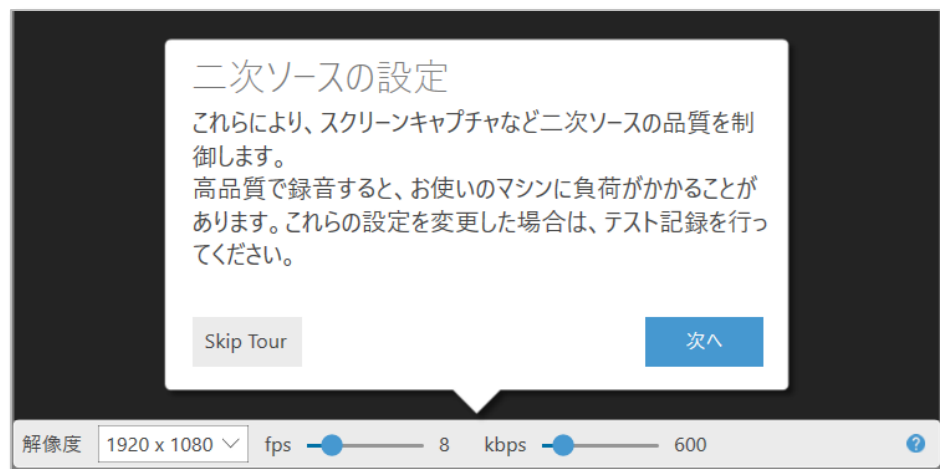 二次ソースの設定
これらにより、スクリーンキャプチャなど二次ソースの品質を制
御します。
高品質で録音すると、お使いのマシンに負荷がかかることが
あります。これらの設定を変更した場合は、テスト記録を行っ
てください。
Skip Tour 次へ
解像度 1920 x 1080 fps 8 kbps 600 ?